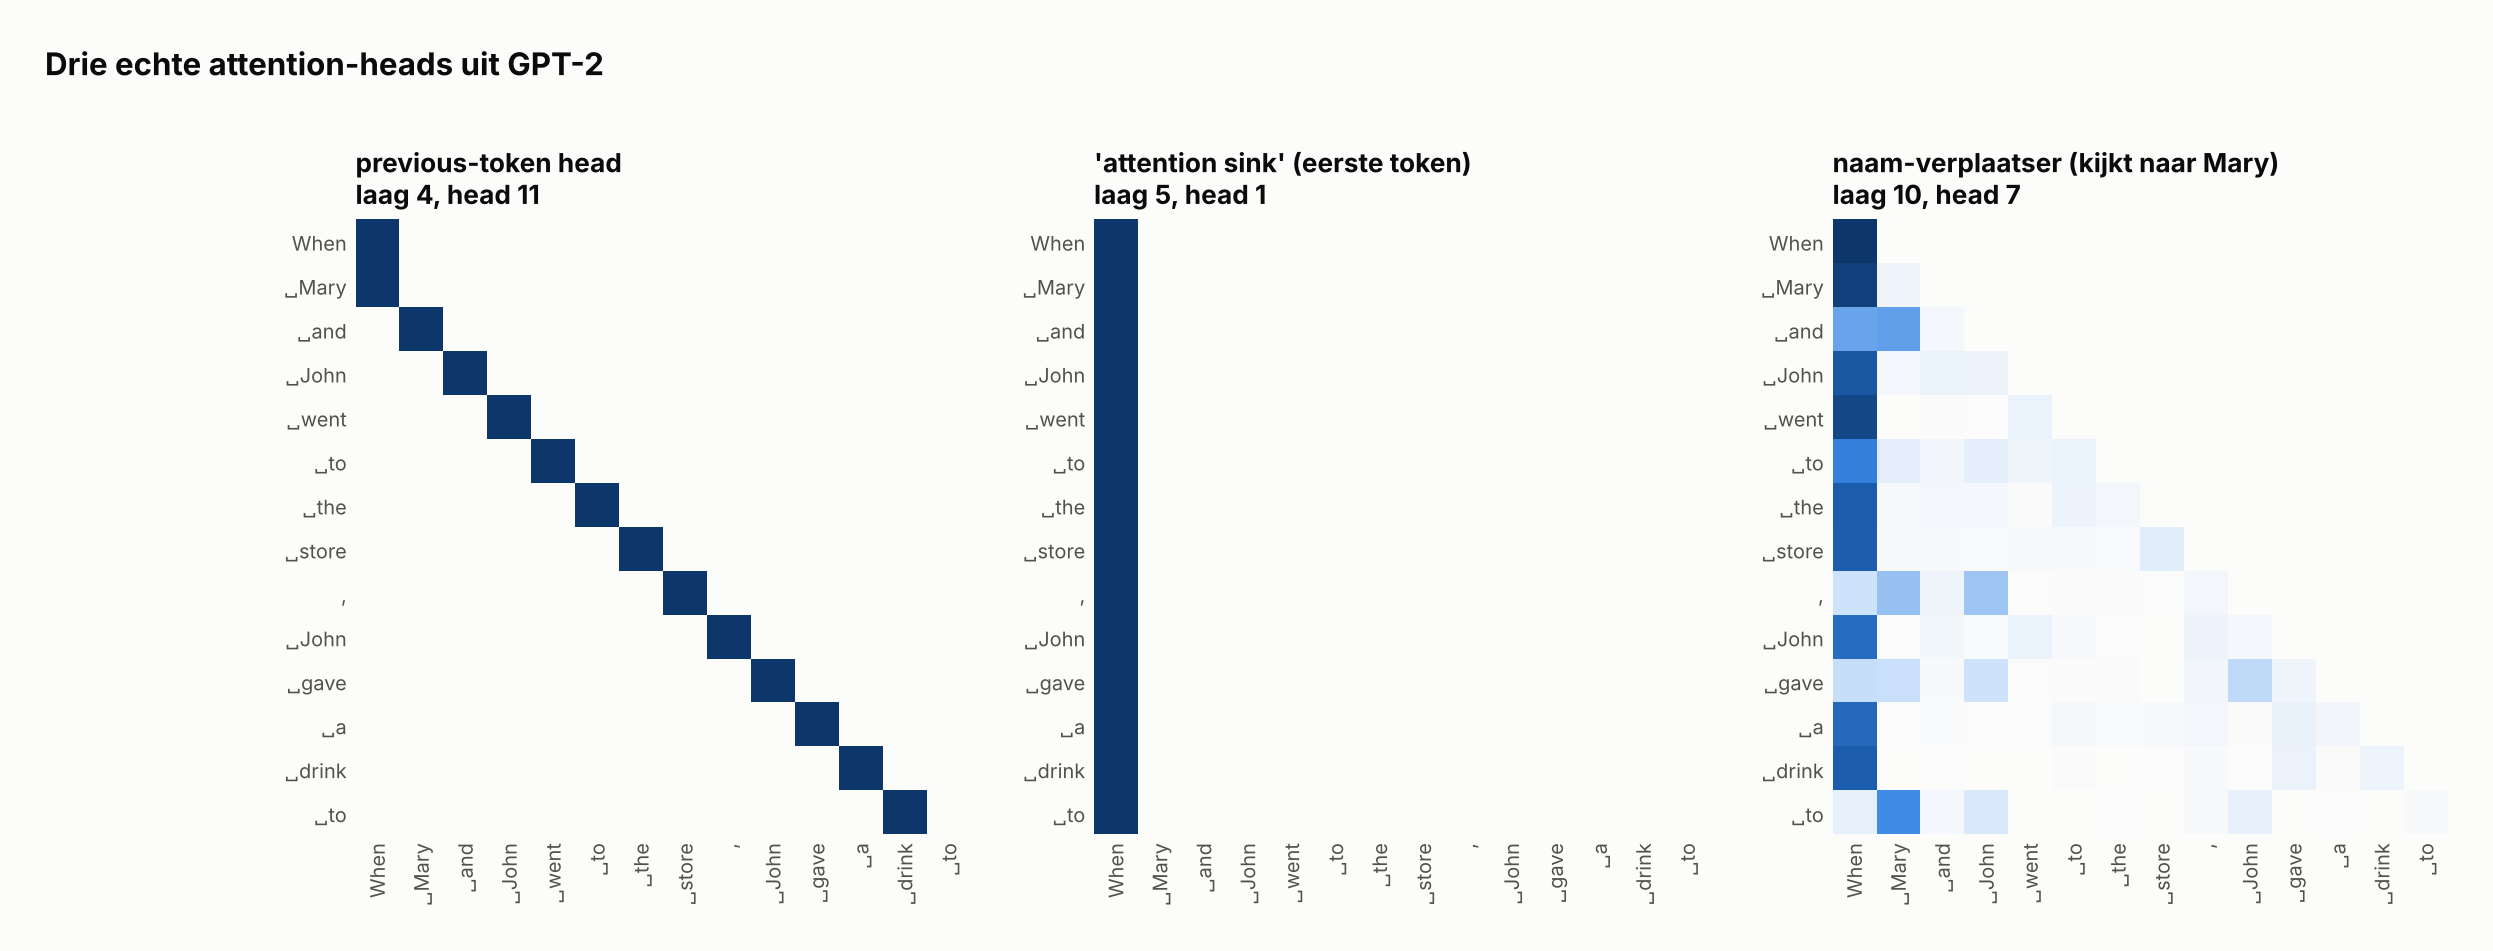 Drie echte attention-heads uit GPT-2
previous-token head
laag 4, head 11
When
␣Mary
␣and
␣John
␣went
␣to
␣the
␣store
,
␣John
␣gave
␣a
␣drink
␣to
When
␣Mary
␣and
␣John
␣went
␣to
␣the
␣store
,
␣John
␣gave
␣a
␣drink
␣to
'attention sink' (eerste token)
laag 5, head 1
When
␣Mary
␣and
␣John
␣went
␣to
␣the
␣store
,
␣John
␣gave
␣a
␣drink
␣to
When
␣Mary
␣and
␣John
␣went
␣to
␣the
␣store
,
␣John
␣gave
␣a
␣drink
␣to
naam-verplaatser (kijkt naar Mary)
laag 10, head 7
When
␣Mary
␣and
␣John
␣went
␣to
␣the
␣store
,
␣John
␣gave
␣a
␣drink
␣to
When
␣Mary
␣and
␣John
␣went
␣to
␣the
␣store
,
␣John
␣gave
␣a
␣drink
␣to